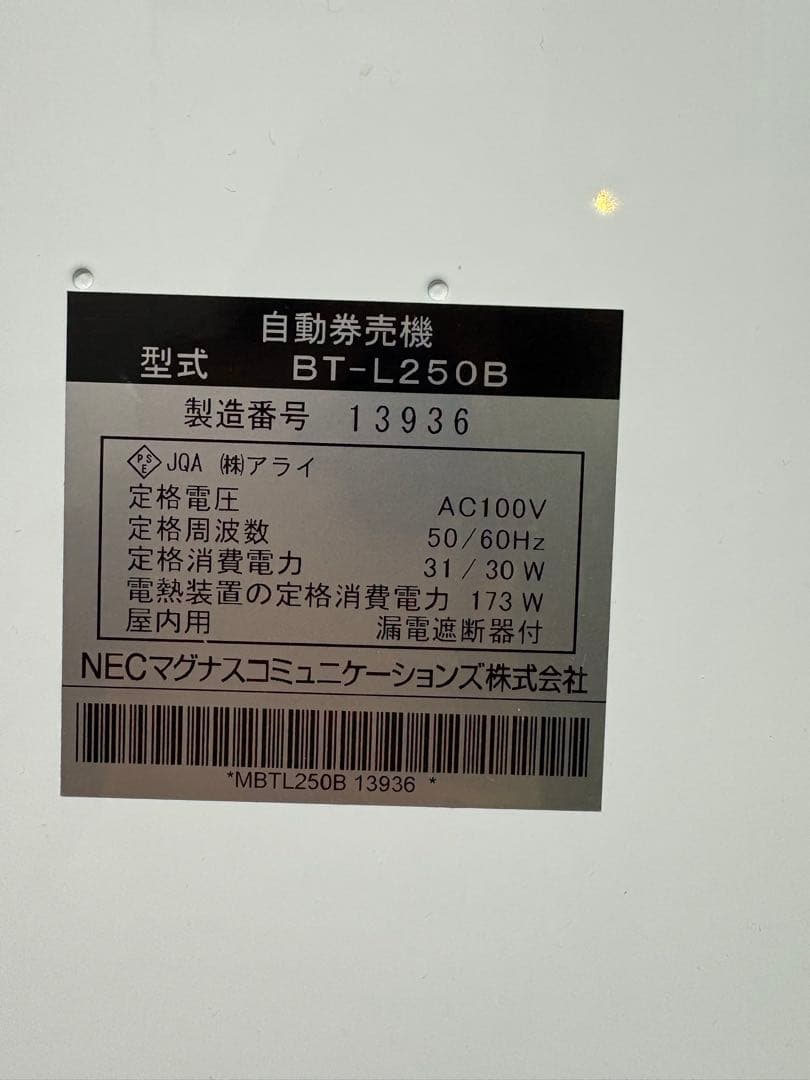 自動券売機
型式 BT-L250B
製造番号 13936
PSE JQA (株)アライ
定格電圧 AC100V
定格周波数 50/60Hz
定格消費電力 31/30W
電熱装置の定格消費電力 173W
屋内用 漏電遮断器付
NECマグナスコミュニケーションズ株式会社
*MBTL250B 13936 *